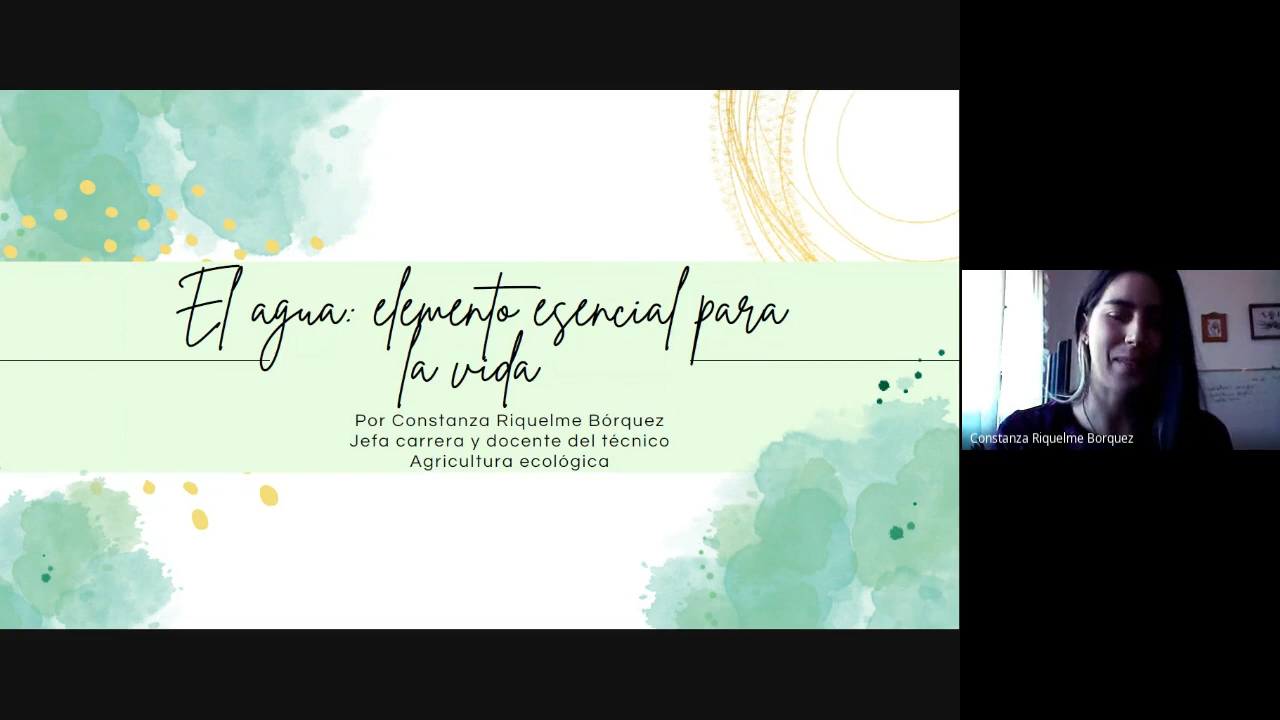 El agua: elemento esencial para
la vida
Por Constanza Riquelme Bórquez
Jefa carrera y docente del técnico
Agricultura ecológica
Constanza Riquelme Borquez